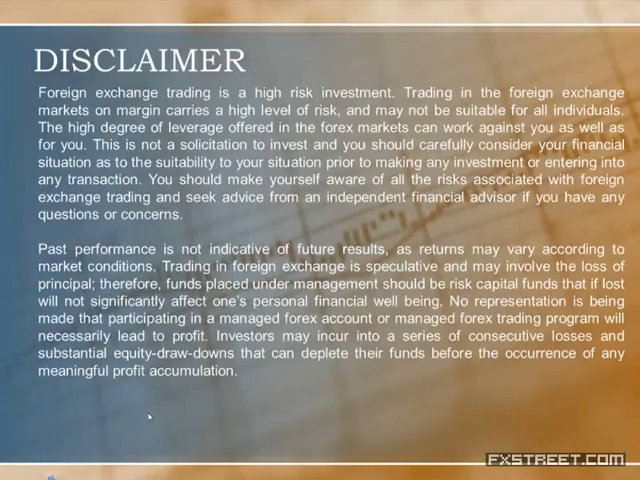 DISCLAIMER
Foreign exchange trading is a high risk investment. Trading in the foreign exchange
markets on margin carries a high level of risk, and may not be suitable for all individuals.
The high degree of leverage offered in the forex markets can work against you as well as
for you. This is not a solicitation to invest and you should carefully consider your financial
situation as to the suitability to your situation prior to making any investment or entering into
any transaction. You should make yourself aware of all the risks associated with foreign
exchange trading and seek advice from an independent financial advisor if you have any
questions or concerns.
Past performance is not indicative of future results, as returns may vary according to
market conditions. Trading in foreign exchange is speculative and may involve the loss of
principal; therefore, funds placed under management should be risk capital funds that if lost
will not significantly affect one's personal financial well being. No representation is being
made that participating in a managed forex account or managed forex trading program will
necessarily lead to profit. Investors may incur into a series of consecutive losses and
substantial equity-draw-downs that can deplete their funds before the occurrence of any
meaningful profit accumulation.
FXSTREET.COM